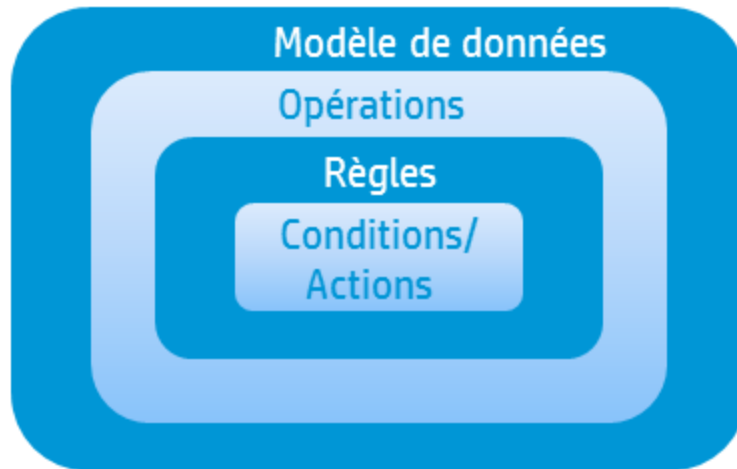 Modèle de données
Opérations
Règles
Conditions/
Actions